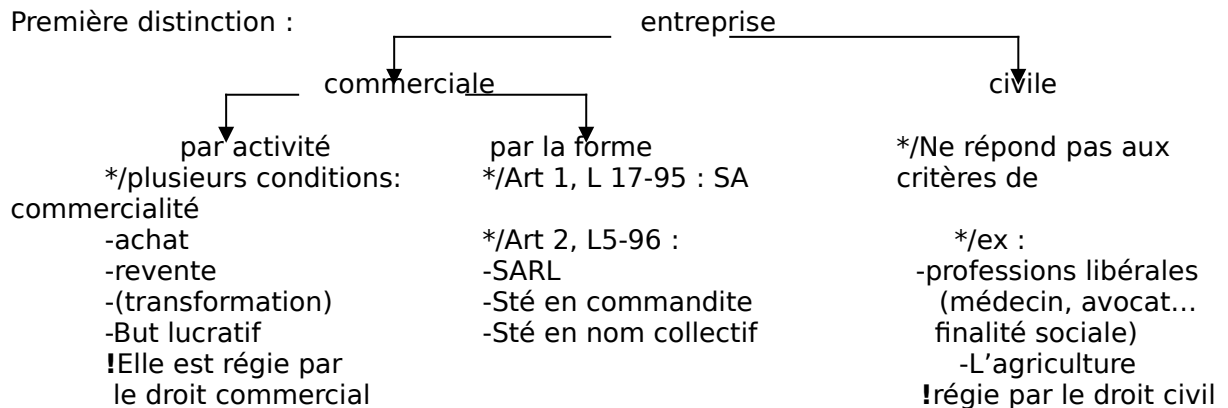 Première distinction : entreprise
commerciale civile
par activité par la forme */Ne répond pas aux
*/plusieurs conditions: */Art 1, L 17-95 : SA critères de
commercialité
-achat */Art 2, L5-96 : */ex :
-revente -SARL -professions libérales
-(transformation) -Sté en commandite (médecin, avocat…
-But lucratif -Sté en nom collectif finalité sociale)
!Elle est régie par -L’agriculture
le droit commercial !régie par le droit civil